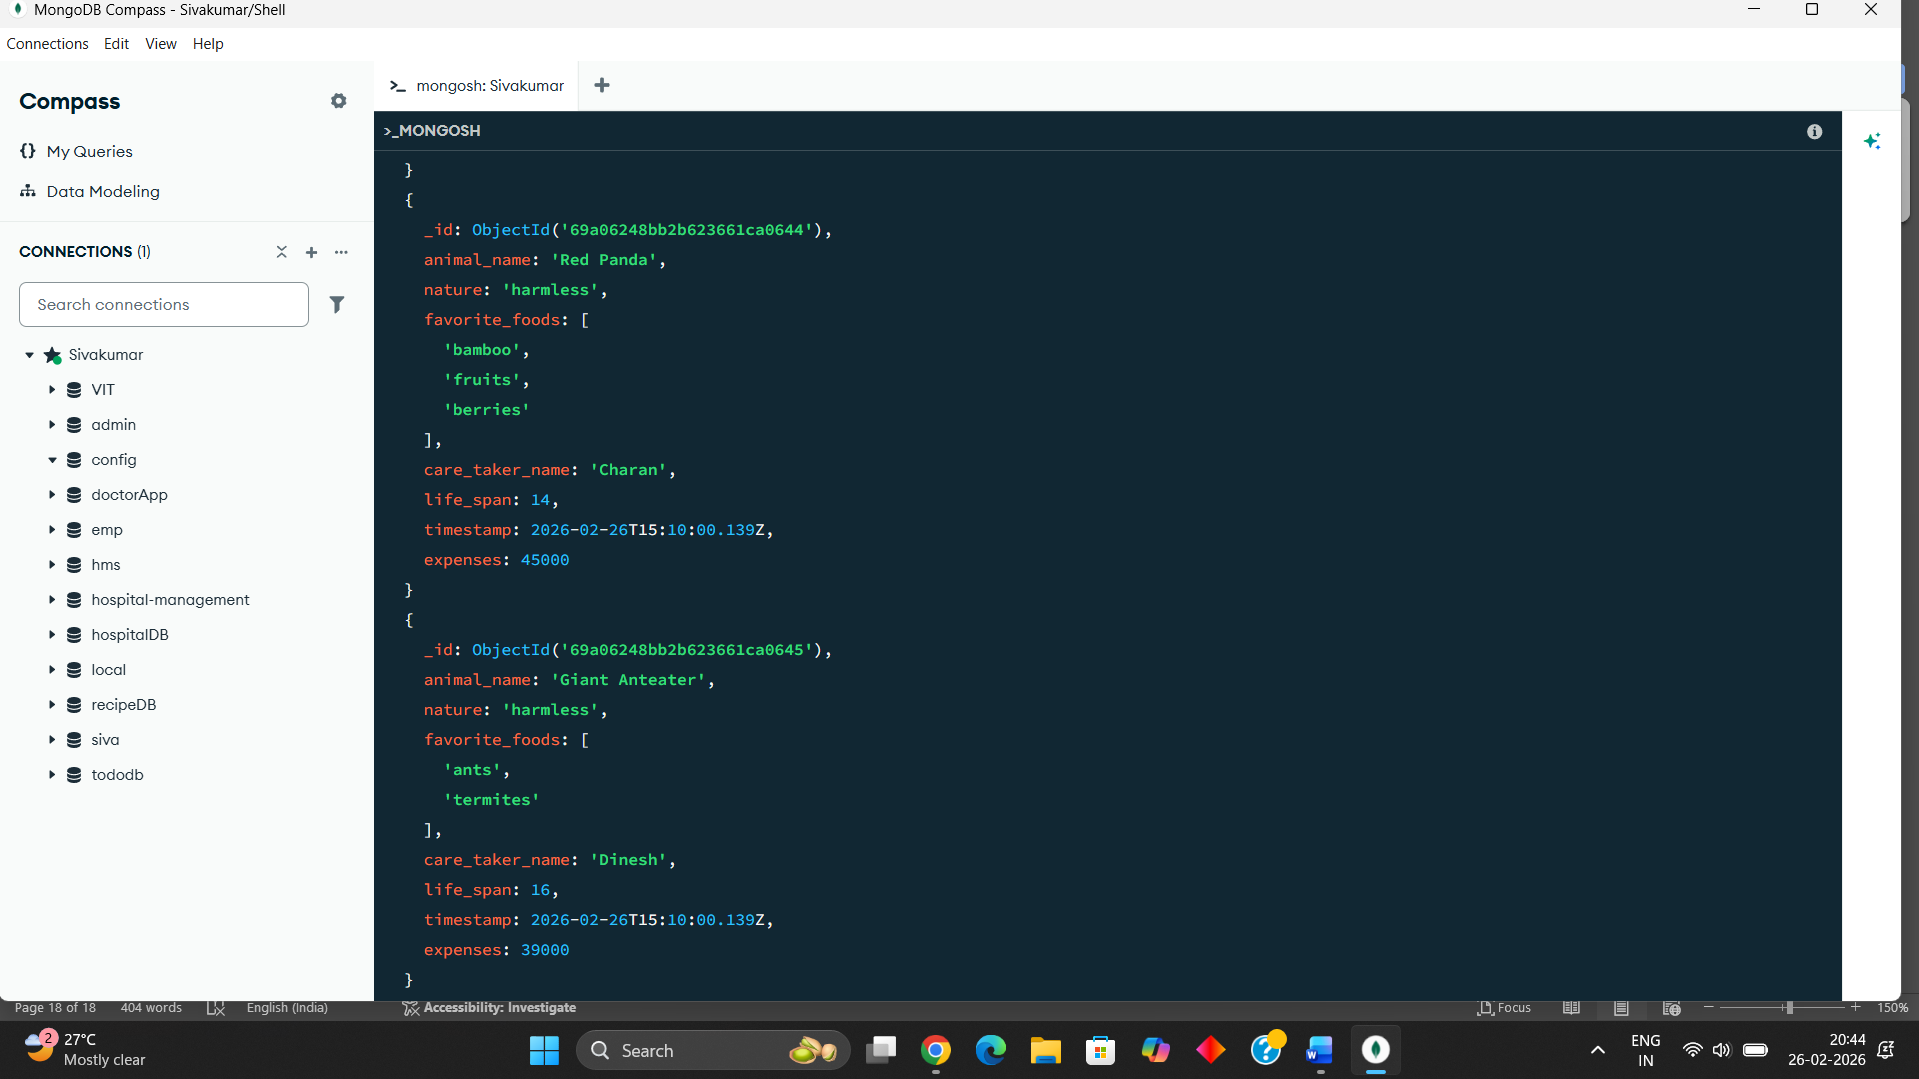 MongoDB Compass - Sivakumar/Shell
Connections Edit View Help
Compass
My Queries
Data Modeling
CONNECTIONS (1)
Search connections
Sivakumar
VIT
admin
config
doctorApp
emp
hms
hospital-management
hospitalDB
local
recipeDB
siva
tododb
mongosh: Sivakumar
>_MONGOSH
}
{
_id: ObjectId('69a06248bb2b623661ca0644'),
animal_name: 'Red Panda',
nature: 'harmless',
favorite_foods: [
'bamboo',
'fruits',
'berries'
],
care_taker_name: 'Charan',
life_span: 14,
timestamp: 2026-02-26T15:10:00.139Z,
expenses: 45000
}
{
_id: ObjectId('69a06248bb2b623661ca0645'),
animal_name: 'Giant Anteater',
nature: 'harmless',
favorite_foods: [
'ants',
'termites'
],
care_taker_name: 'Dinesh',
life_span: 16,
timestamp: 2026-02-26T15:10:00.139Z,
expenses: 39000
}
Page 18 of 18 404 words English (India) Accessibility: Investigate Focus 150%
2
27°C
Mostly clear
Search
ENG
IN
20:44
26-02-2026